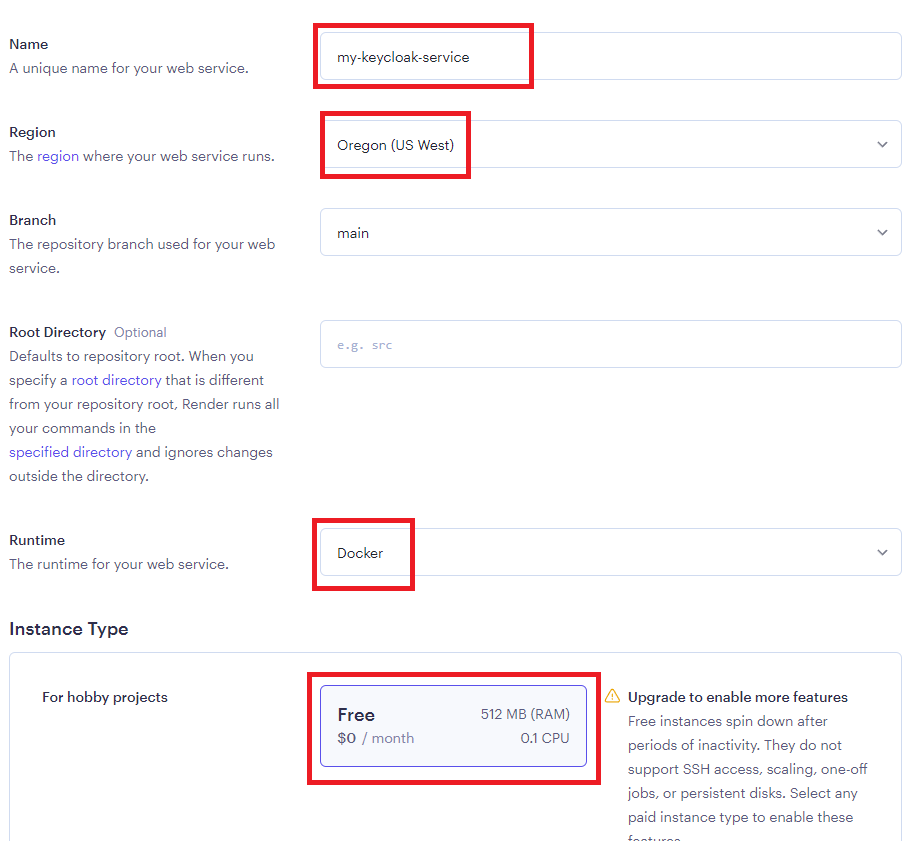 Name
A unique name for your web service.
my-keycloak-service
Region
The region where your web service runs.
Oregon (US West)
Branch
The repository branch used for your web
service.
main
Root Directory Optional
Defaults to repository root. When you
specify a root directory that is different
from your repository root, Render runs all
your commands in the
specified directory and ignores changes
outside the directory.
e.g. src
Runtime
The runtime for your web service.
Docker
Instance Type
For hobby projects
Free
512 MB (RAM)
$0 / month
0.1 CPU
Upgrade to enable more features
Free instances spin down after
periods of inactivity. They do not
support SSH access, scaling, one-off
jobs, or persistent disks. Select any
paid instance type to enable these
features.